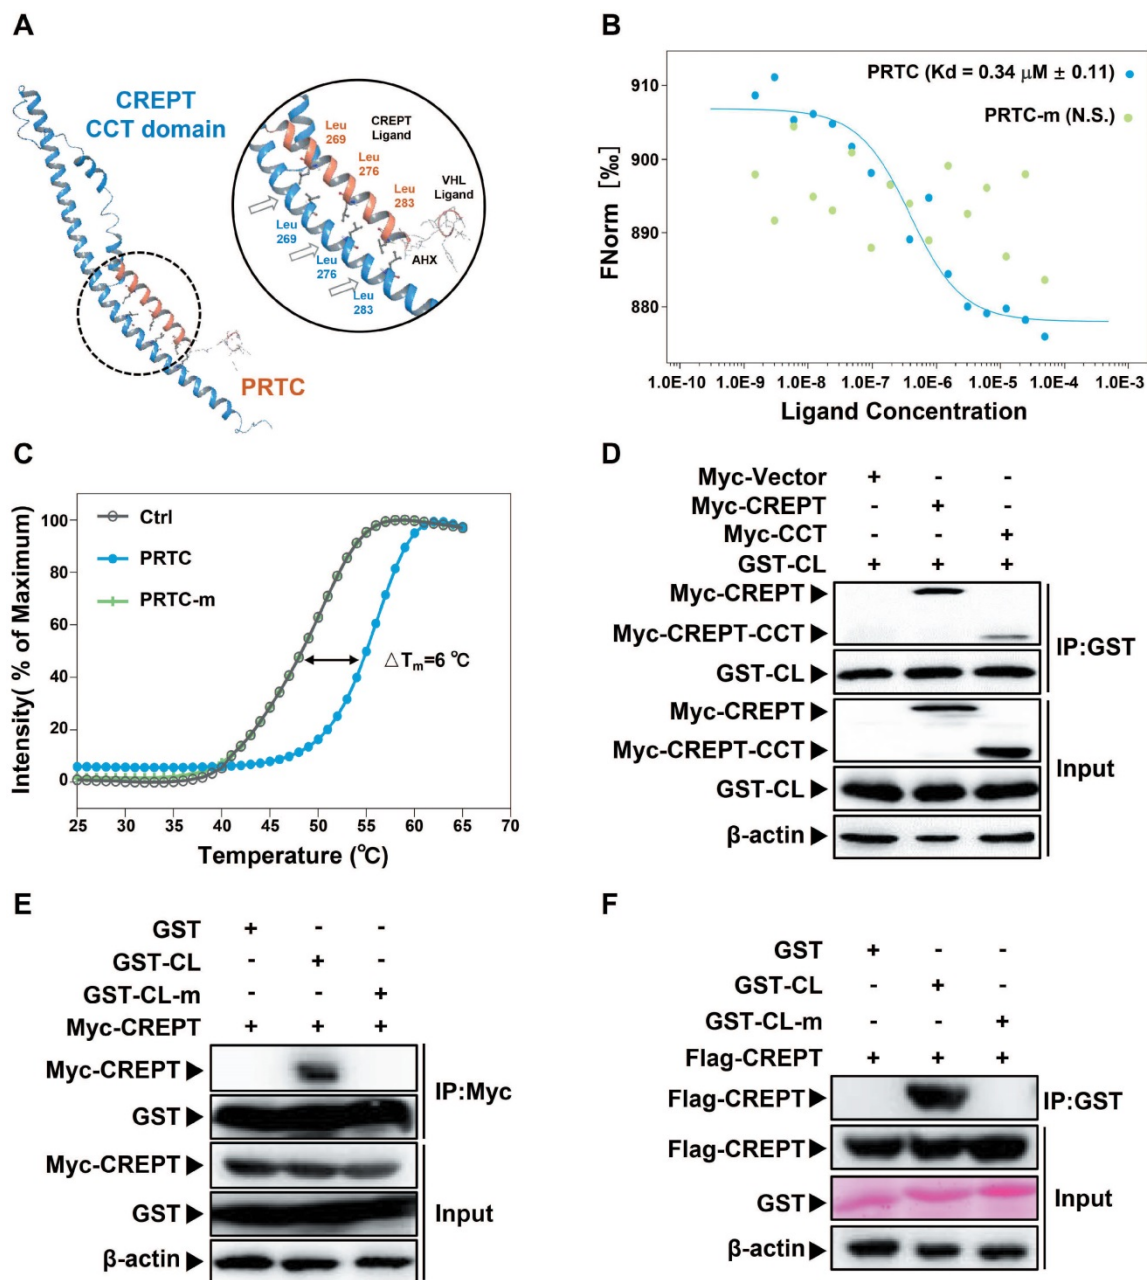 A
CREPT
CCT domain
CREPT
Ligand
Leu
269
Leu
276
Leu
283
VHL
Ligand
AHX
Leu
269
Leu
276
Leu
283
PRTC
B
PRTC (Kd = 0.34 μM ± 0.11)
PRTC-m (N.S.)
910
900
890
880
FNorm [‰]
1.0E-10 1.0E-9 1.0E-8 1.0E-7 1.0E-6 1.0E-5 1.0E-4 1.0E-3
Ligand Concentration
C
Ctrl
PRTC
PRTC-m
△Tm=6 °C
100
80
60
40
20
0
Intensity( % of Maximum)
25 30 35 40 45 50 55 60 65 70
Temperature (°C)
D
Myc-Vector + - -
Myc-CREPT - + -
Myc-CCT - - +
GST-CL + + +
Myc-CREPT
Myc-CREPT-CCT
GST-CL
IP:GST
Myc-CREPT
Myc-CREPT-CCT
GST-CL
β-actin
Input
E
GST + - -
GST-CL - + -
GST-CL-m - - +
Myc-CREPT + + +
Myc-CREPT
GST
IP:Myc
Myc-CREPT
GST
β-actin
Input
F
GST + - -
GST-CL - + -
GST-CL-m - - +
Flag-CREPT + + +
Flag-CREPT
IP:GST
Flag-CREPT
GST
β-actin
Input